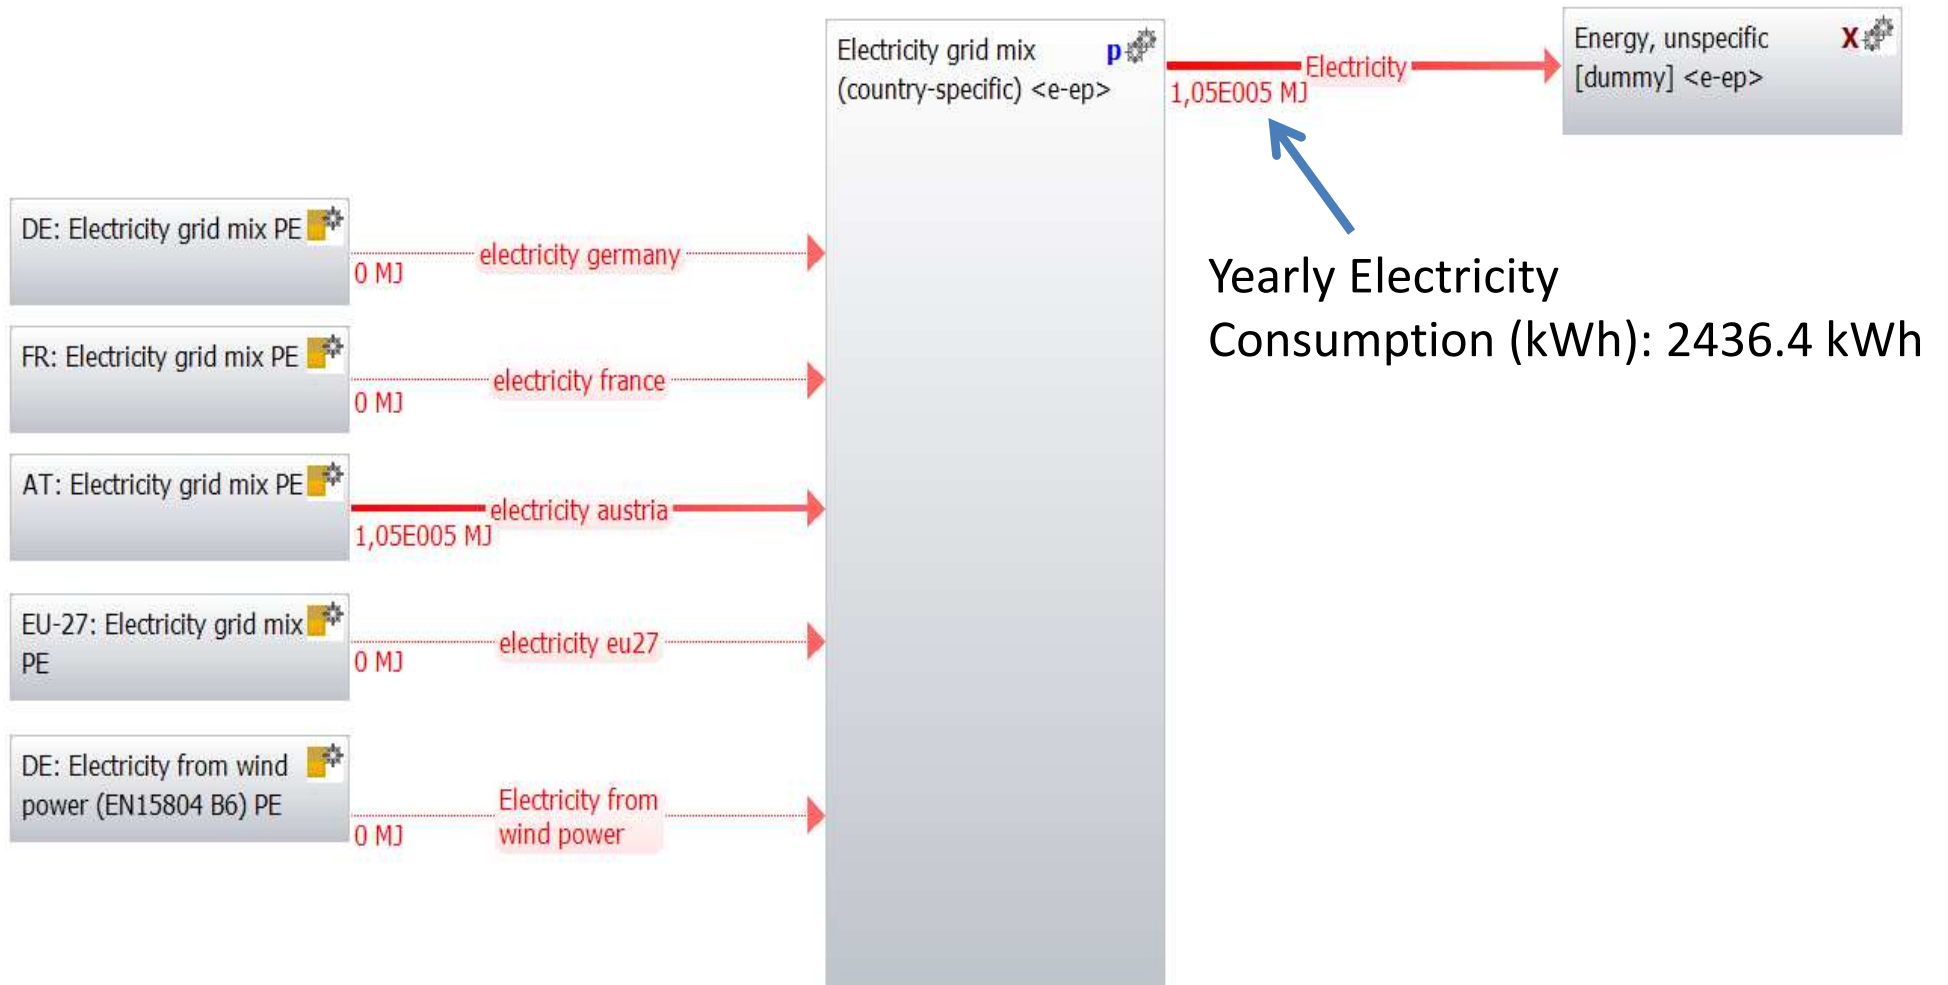 Electricity grid mix p
(country-specific) <e-ep>
Electricity
1,05E005 MJ
Energy, unspecific X
[dummy] <e-ep>
Yearly Electricity
Consumption (kWh): 2436.4 kWh
DE: Electricity grid mix PE
0 MJ
electricity germany
FR: Electricity grid mix PE
0 MJ
electricity france
AT: Electricity grid mix PE
1,05E005 MJ
electricity austria
EU-27: Electricity grid mix
PE
0 MJ
electricity eu27
DE: Electricity from wind
power (EN15804 B6) PE
0 MJ
Electricity from
wind power